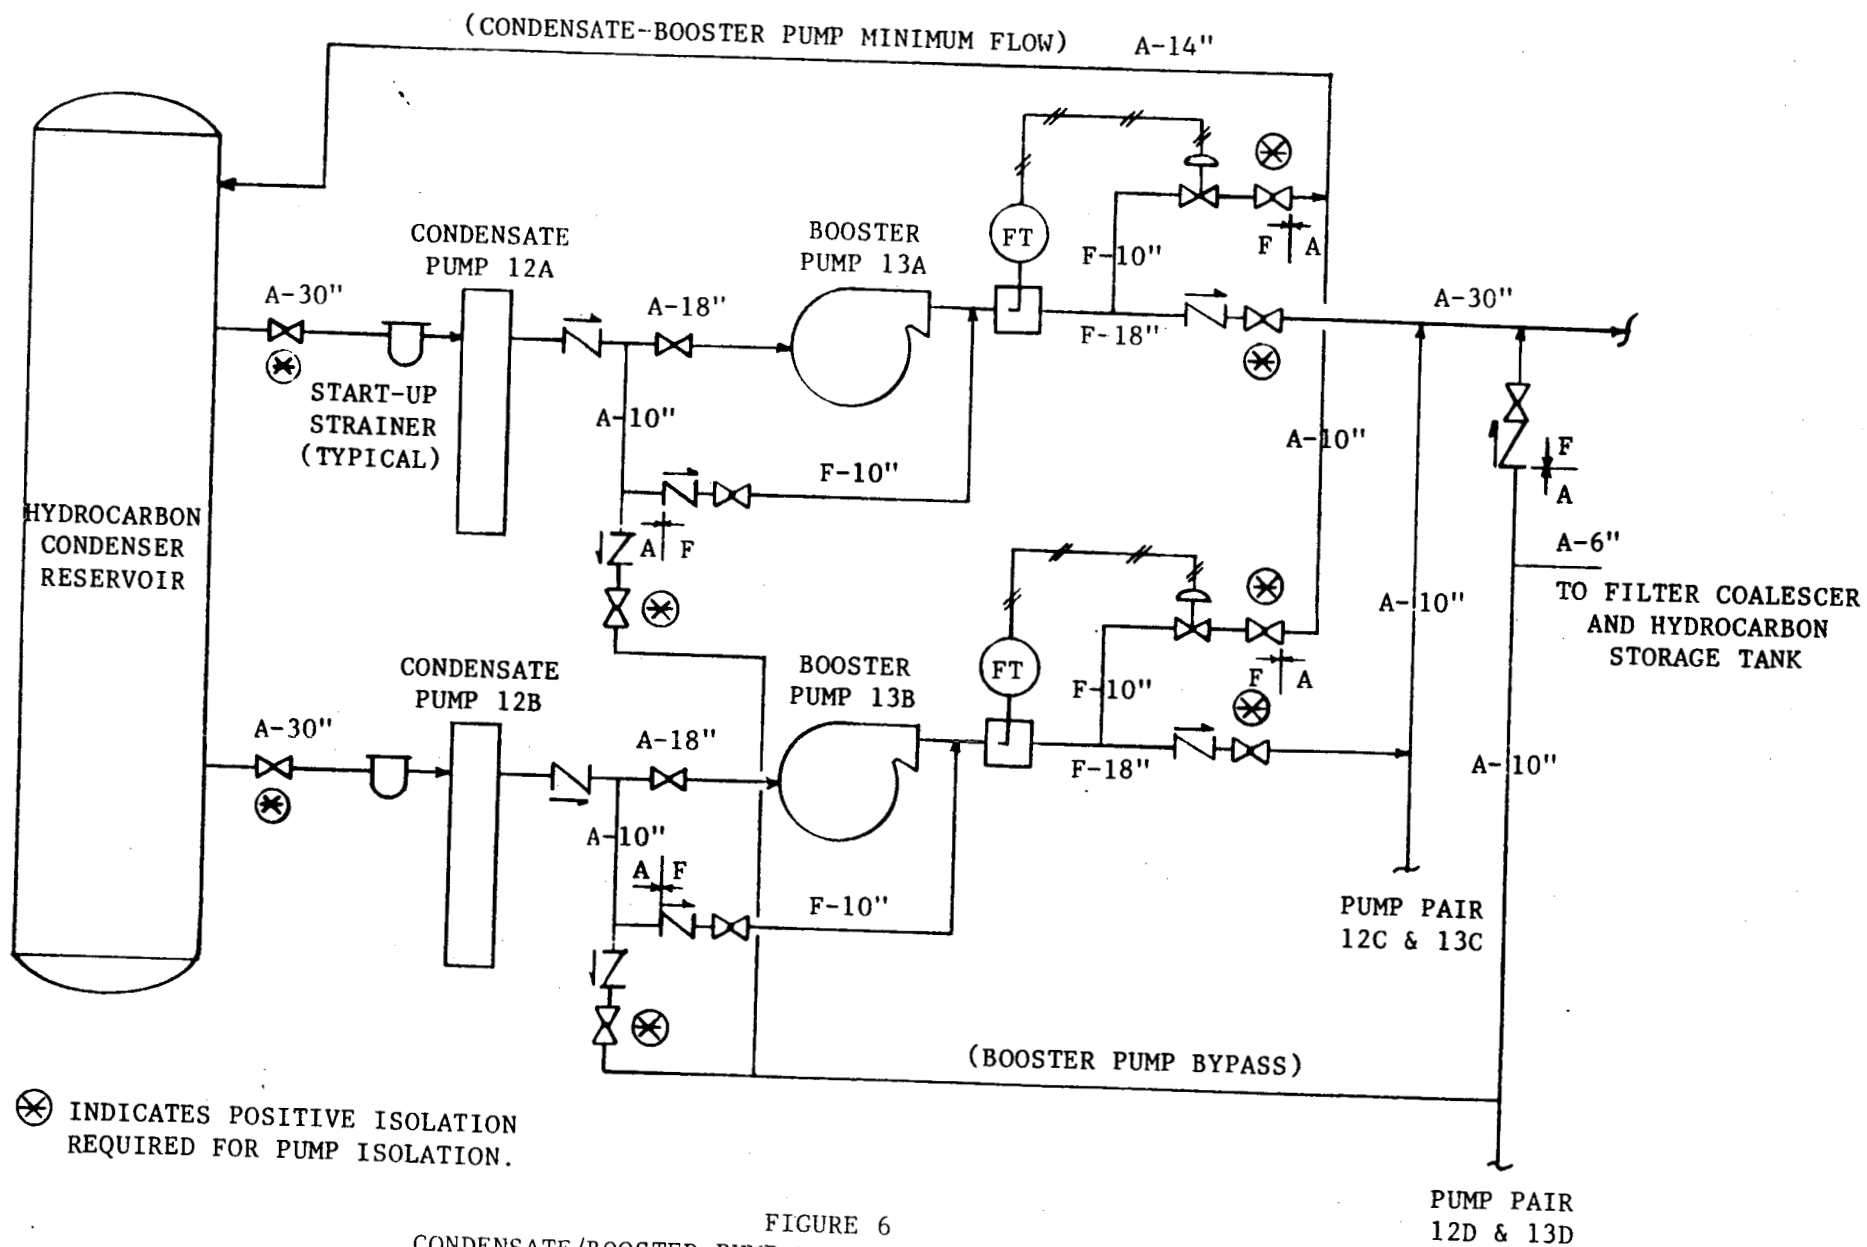 (CONDENSATE-BOOSTER PUMP MINIMUM FLOW) A-14"
CONDENSATE
PUMP 12A
BOOSTER
PUMP 13A
FT
F-10"
F A
A-30"
A-18"
F-18"
A-30"
START-UP
STRAINER
(TYPICAL)
A-10"
F-10"
A-10"
F
A
A F
HYDROCARBON
CONDENSER
RESERVOIR
A-6"
TO FILTER COALESCER
AND HYDROCARBON
STORAGE TANK
A-10"
CONDENSATE
PUMP 12B
BOOSTER
PUMP 13B
FT
F-10"
F A
A-30"
A-18"
F-18"
A-10"
A-10"
A F
F-10"
PUMP PAIR
12C & 13C
(BOOSTER PUMP BYPASS)
INDICATES POSITIVE ISOLATION
REQUIRED FOR PUMP ISOLATION.
PUMP PAIR
12D & 13D
FIGURE 6